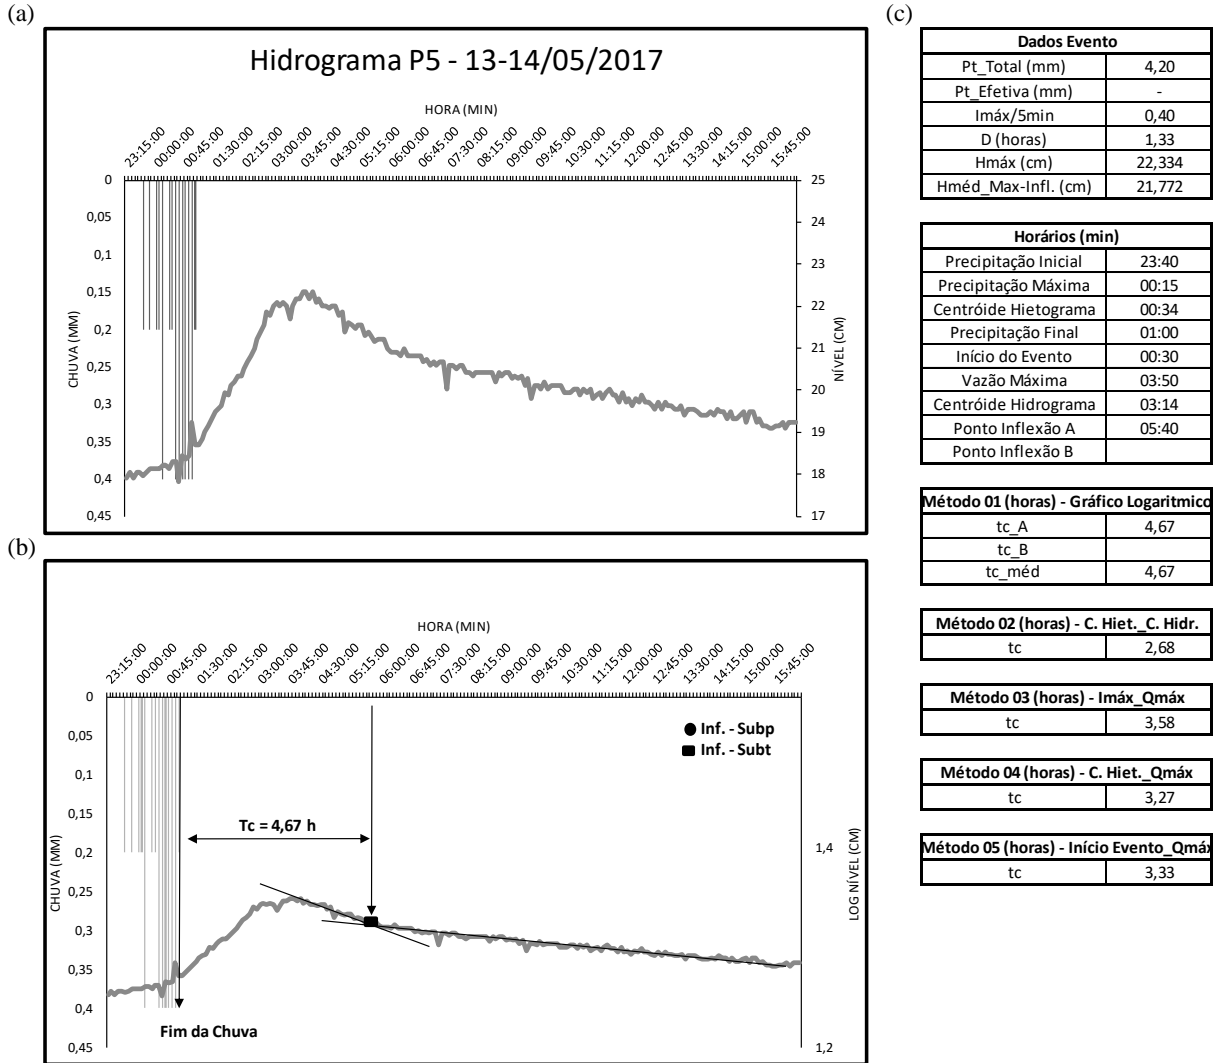 (a)
Hidrograma P5 - 13-14/05/2017
HORA (MIN)
23:15:00 00:00:00 00:45:00 01:30:00 02:15:00 03:00:00 03:45:00 04:30:00 05:15:00 06:00:00 06:45:00 07:30:00 08:15:00 09:00:00 09:45:00 10:30:00 11:15:00 12:00:00 12:45:00 13:30:00 14:15:00 15:00:00 15:45:00
0
0,05
0,1
0,15
0,2
0,25
0,3
0,35
0,4
0,45
CHUVA (MM)
25
24
23
22
21
20
19
18
17
NÍVEL (CM)
(b)
HORA (MIN)
23:15:00 00:00:00 00:45:00 01:30:00 02:15:00 03:00:00 03:45:00 04:30:00 05:15:00 06:00:00 06:45:00 07:30:00 08:15:00 09:00:00 09:45:00 10:30:00 11:15:00 12:00:00 12:45:00 13:30:00 14:15:00 15:00:00 15:45:00
0
0,05
0,1
0,15
0,2
0,25
0,3
0,35
0,4
0,45
CHUVA (MM)
Inf. - Subp
Inf. - Subt
Tc = 4,67 h
Fim da Chuva
1,4
1,2
LOG NÍVEL (CM)
(c)
Dados Evento
Pt_Total (mm) 4,20
Pt_Efetiva (mm) -
Imáx/5min 0,40
D (horas) 1,33
Hmáx (cm) 22,334
Hméd_Max-Infl. (cm) 21,772
Horários (min)
Precipitação Inicial 23:40
Precipitação Máxima 00:15
Centróide Hietograma 00:34
Precipitação Final 01:00
Início do Evento 00:30
Vazão Máxima 03:50
Centróide Hidrograma 03:14
Ponto Inflexão A 05:40
Ponto Inflexão B
Método 01 (horas) - Gráfico Logaritmico
tc_A 4,67
tc_B
tc_méd 4,67
Método 02 (horas) - C. Hiet._C. Hidr.
tc 2,68
Método 03 (horas) - Imáx_Qmáx
tc 3,58
Método 04 (horas) - C. Hiet._Qmáx
tc 3,27
Método 05 (horas) - Início Evento_Qmáx
tc 3,33